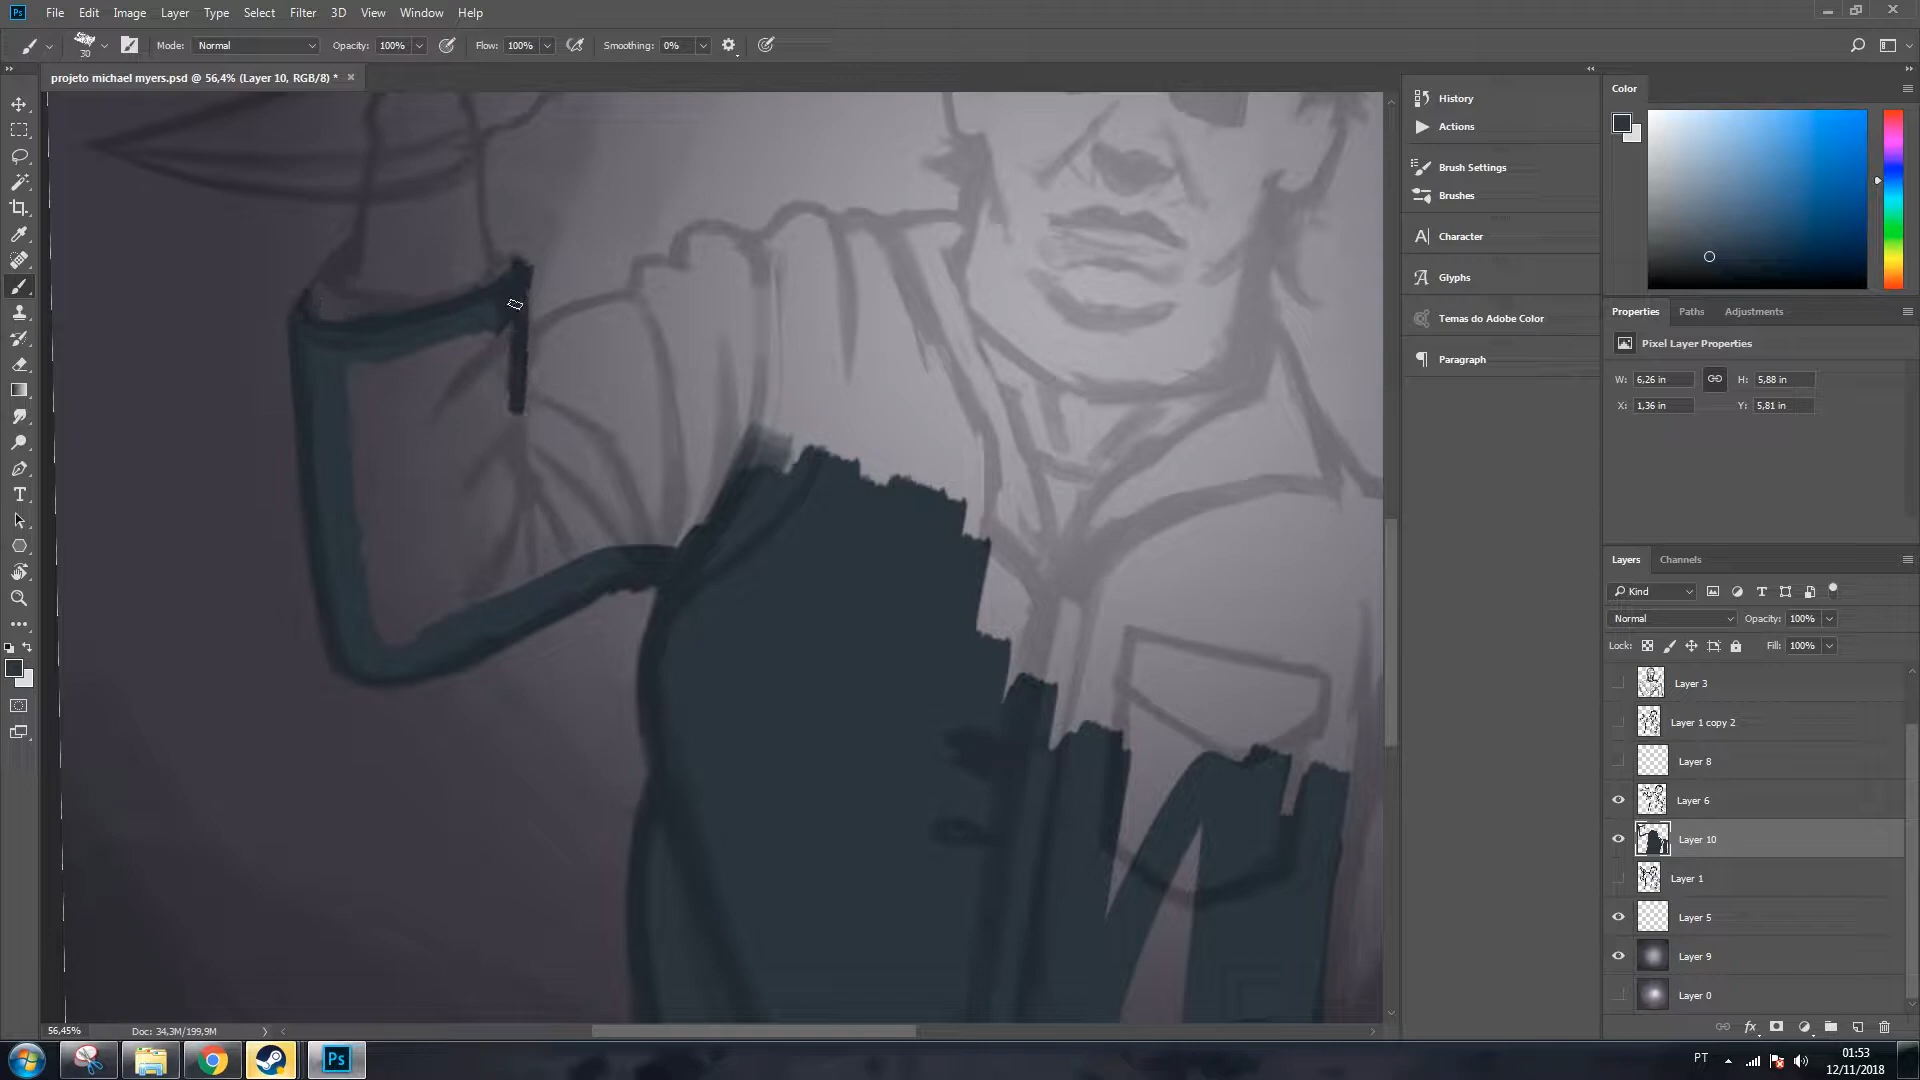 Ps File Edit Image Layer Type Select Filter 3D View Window Help
30 Mode: Normal Opacity: 100% Flow: 100% Smoothing: 0%
projeto michael myers.psd @ 56,4% (Layer 10, RGB/8) *
History
Actions
Brush Settings
Brushes
Character
Glyphs
Temas do Adobe Color
Paragraph
Color
Properties Paths Adjustments
Pixel Layer Properties
W: 6,26 in H: 5,88 in
X: 1,36 in Y: 5,81 in
Layers Channels
Kind
Normal Opacity: 100%
Lock: Fill: 100%
Layer 3
Layer 1 copy 2
Layer 8
Layer 6
Layer 10
Layer 1
Layer 5
Layer 9
Layer 0
fx
56,45% Doc: 34,3M/199,9M
Ps
PT
01:53
12/11/2018